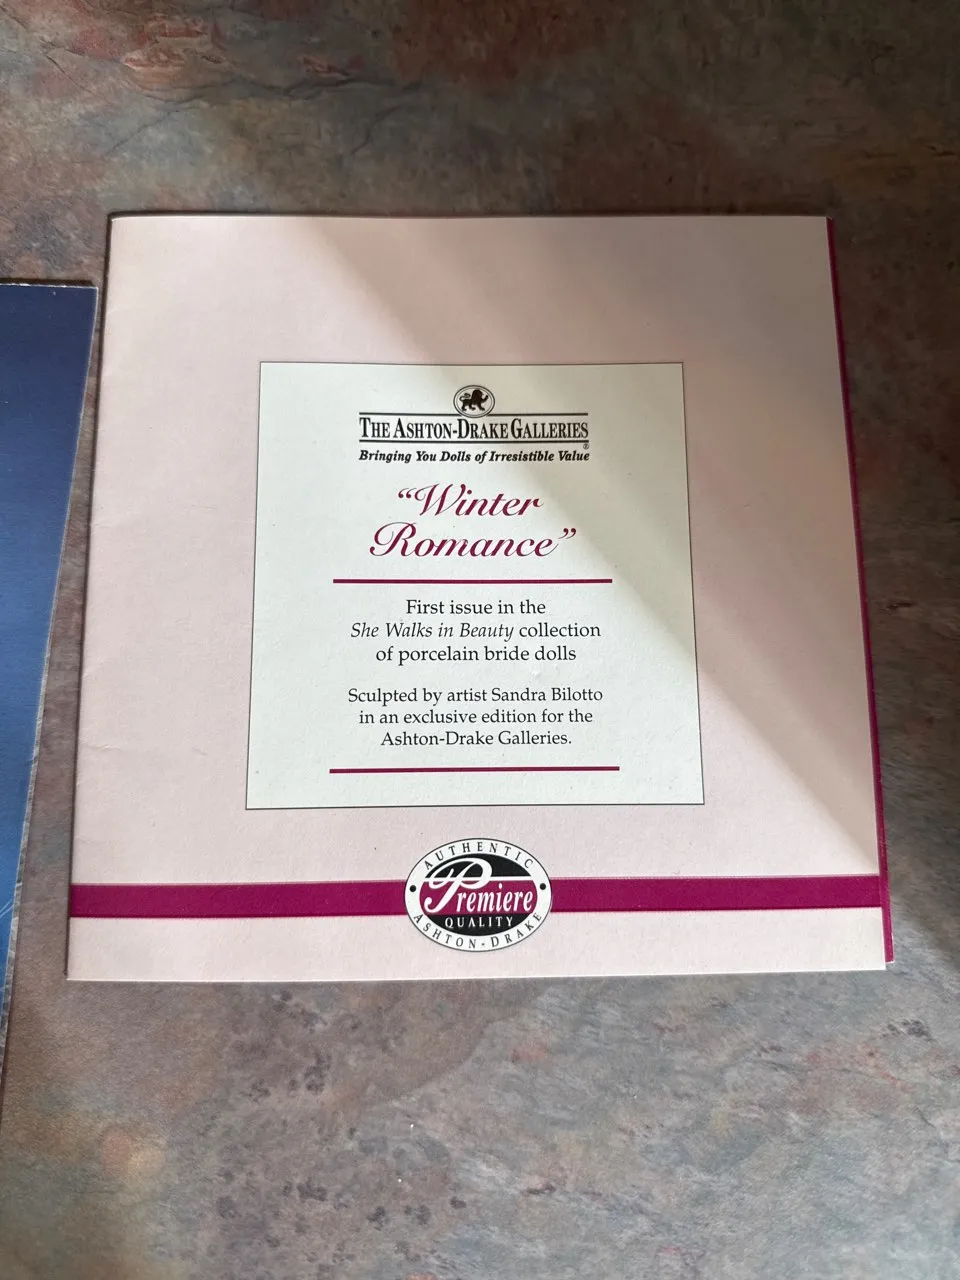 THE ASHTON-DRAKE GALLERIES
®
Bringing You Dolls of Irresistible Value
“Winter
Romance”
First issue in the
She Walks in Beauty collection
of porcelain bride dolls
Sculpted by artist Sandra Bilotto
in an exclusive edition for the
Ashton-Drake Galleries.
AUTHENTIC
Premiere
QUALITY
ASHTON-DRAKE